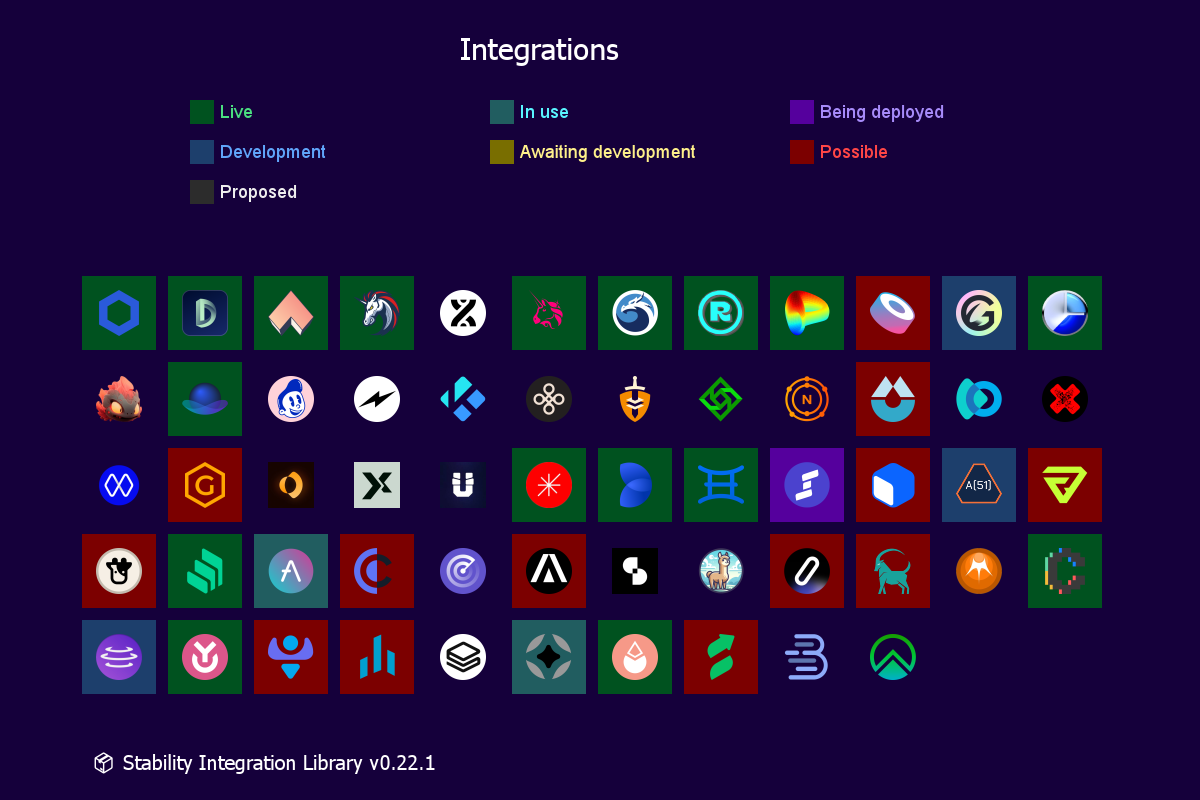 Integrations
Live
In use
Being deployed
Development
Awaiting development
Possible
Proposed
N
G
A[51]
Stability Integration Library v0.22.1